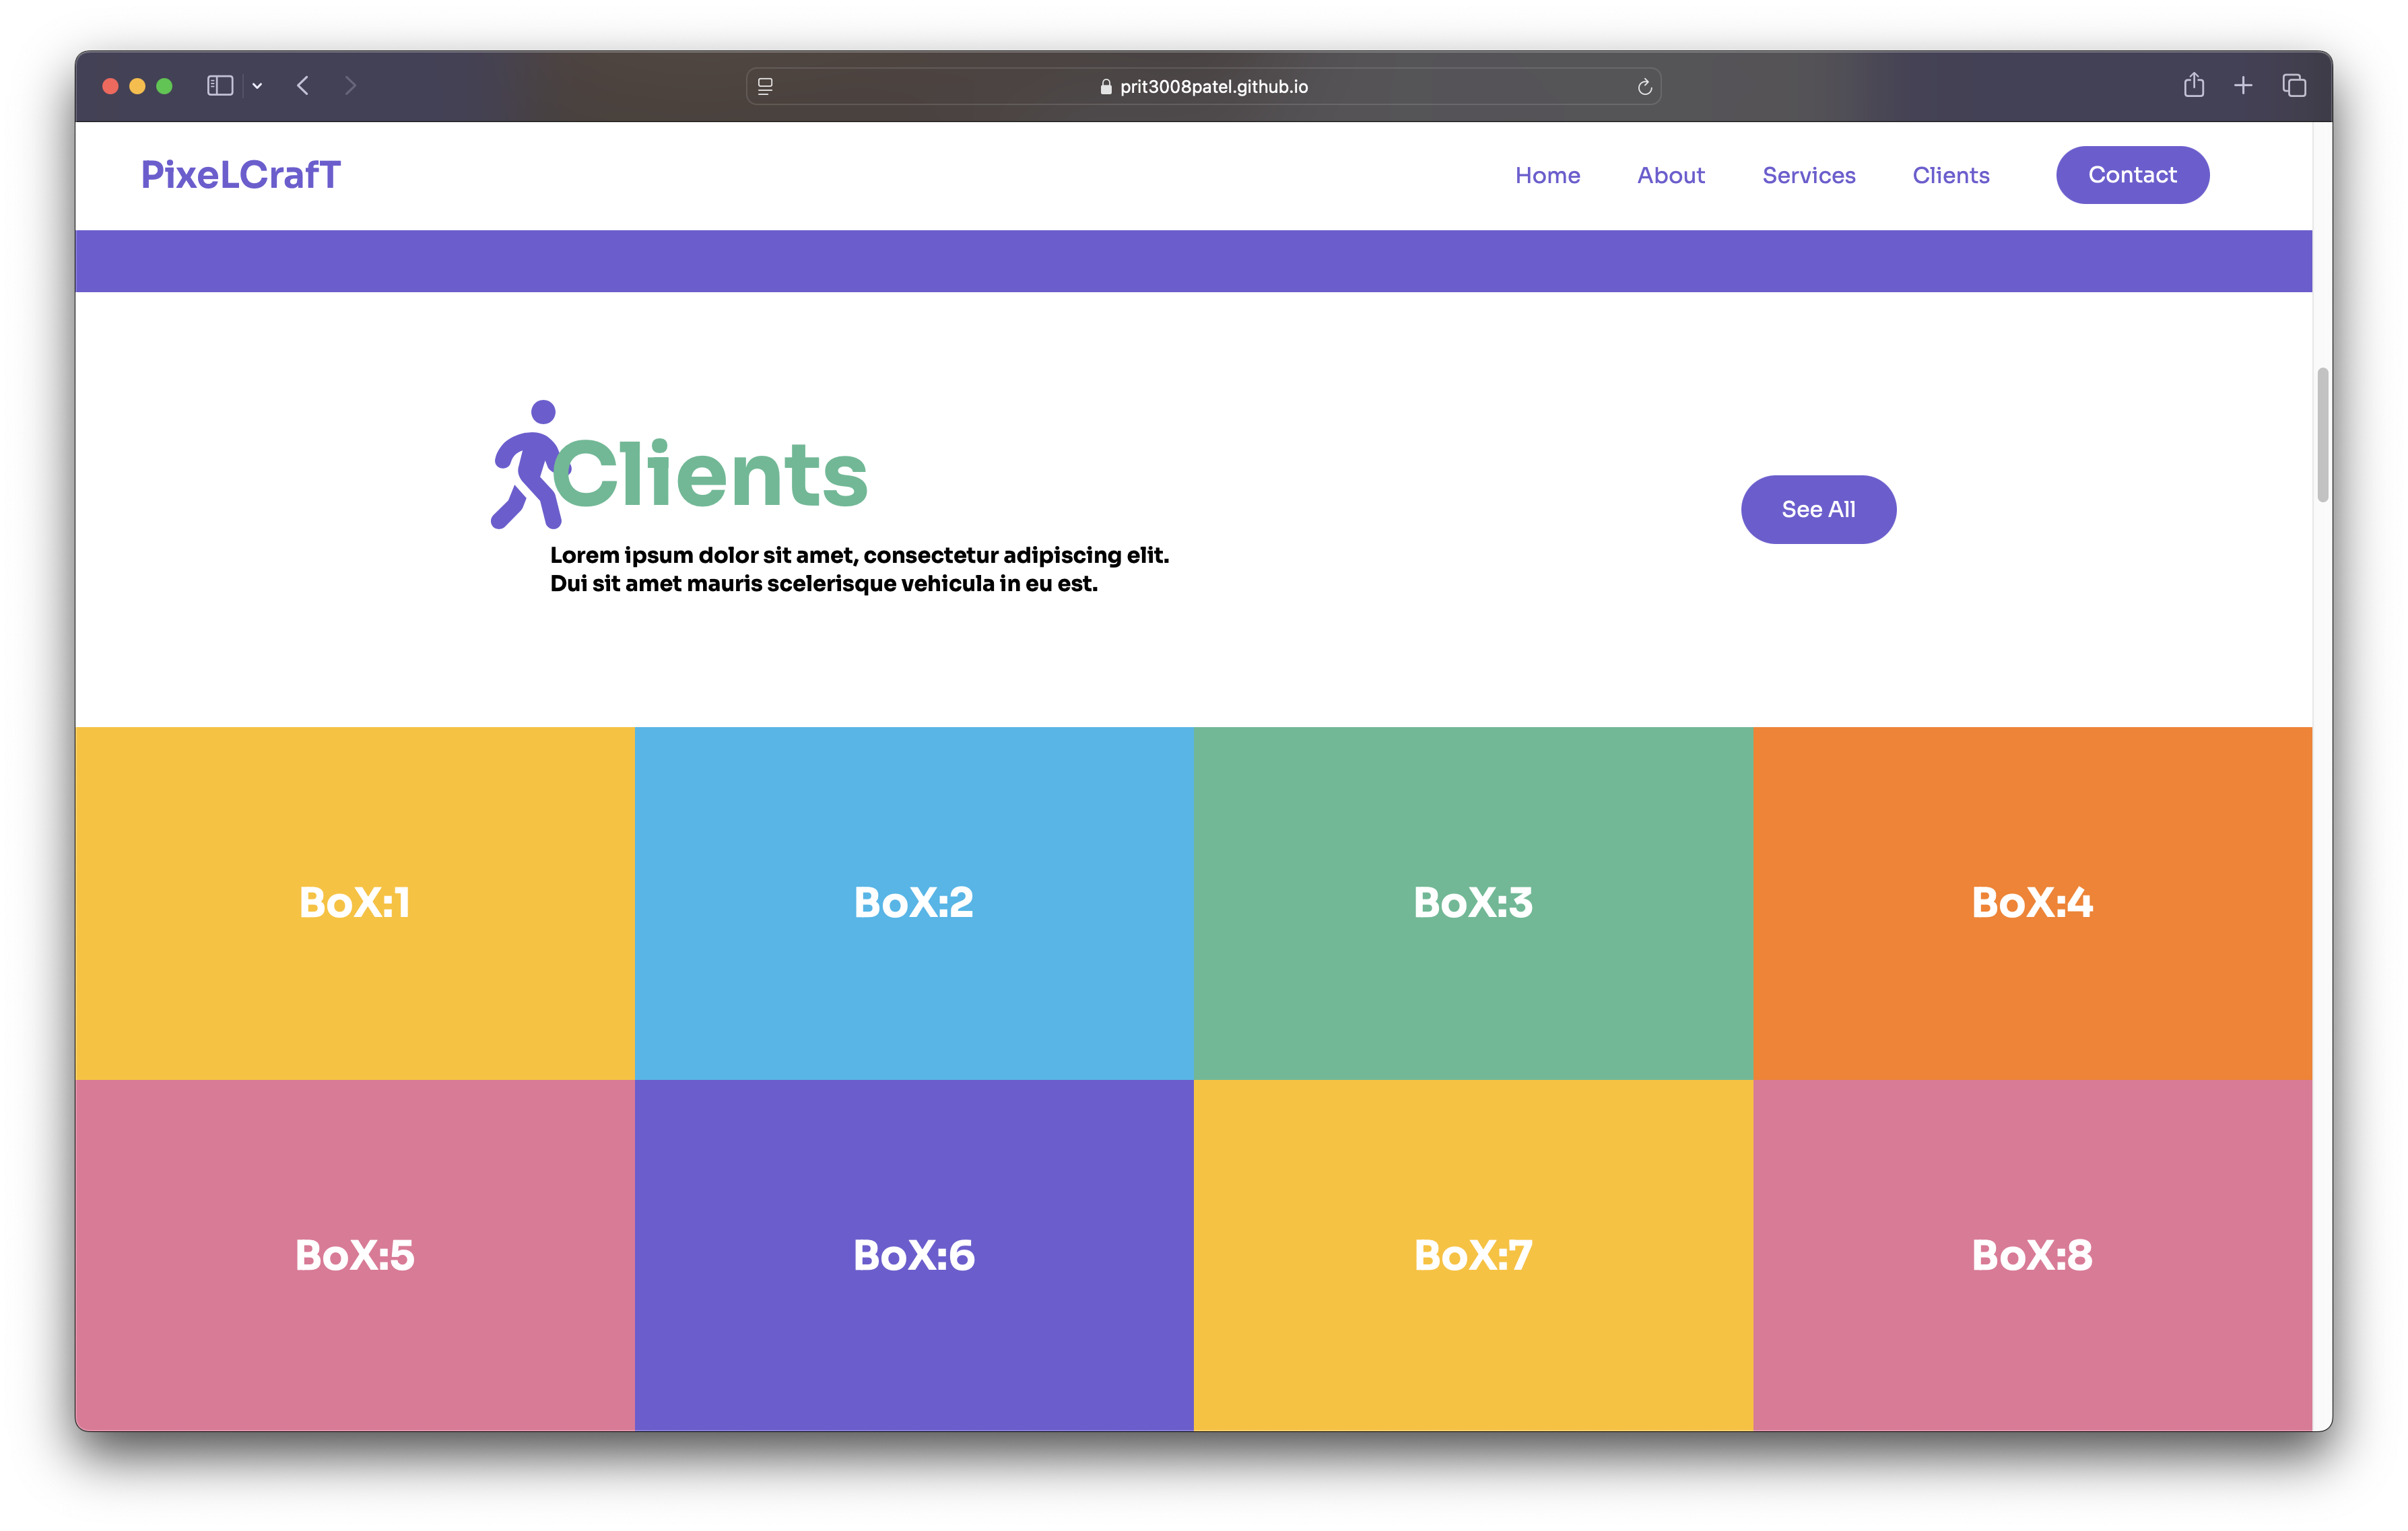 prit3008patel.github.io
PixeLCrafT
Home About Services Clients Contact
Clients
See All
Lorem ipsum dolor sit amet, consectetur adipiscing elit.
Dui sit amet mauris scelerisque vehicula in eu est.
BoX:1 BoX:2 BoX:3 BoX:4
BoX:5 BoX:6 BoX:7 BoX:8